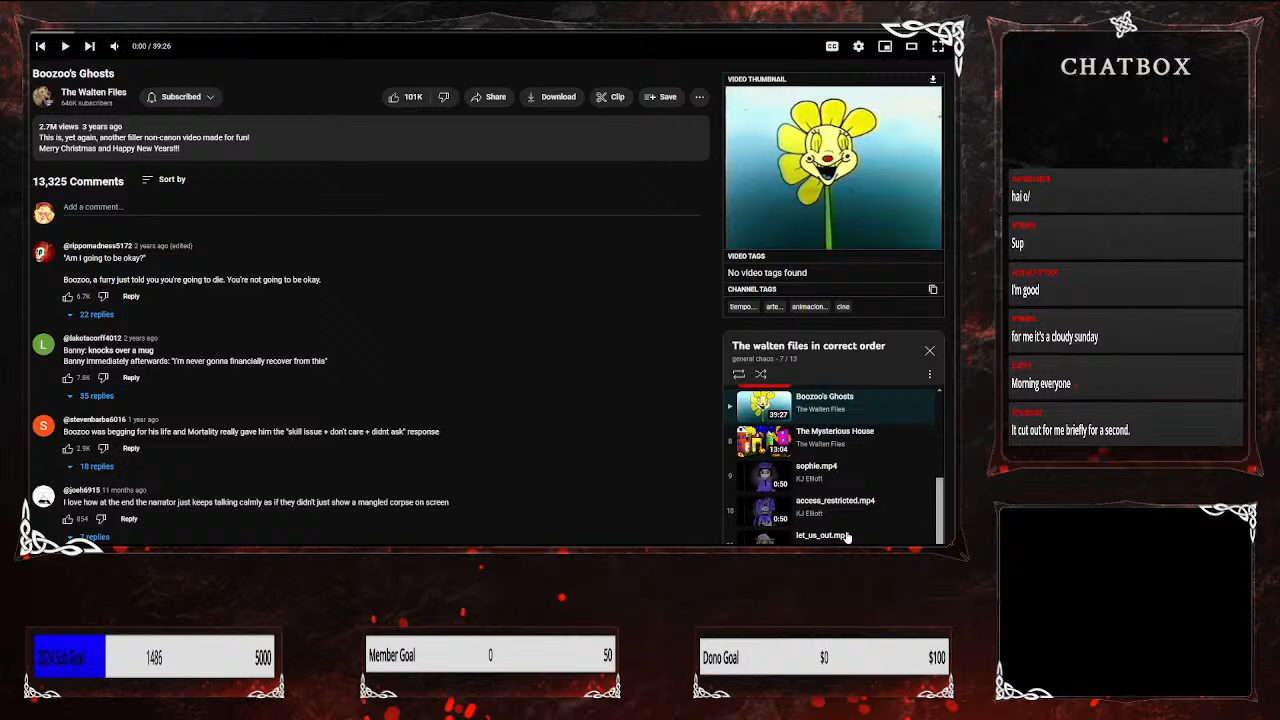 0:00 / 39:26
Boozoo's Ghosts
The Walten Files
646K subscribers
Subscribed
101K
Share
Download
Clip
Save
2.7M views 3 years ago
This is, yet again, another filler non-canon video made for fun!
Merry Christmas and Happy New Years!!!
13,325 Comments
Sort by
Add a comment...
@rippomadness5172 2 years ago (edited)
"Am I going to be okay?"
Boozoo, a furry just told you you're going to die. You're not going to be okay.
6.7K
Reply
22 replies
L
@lakotacorff4012 2 years ago
Banny: knocks over a mug
Banny immediately afterwards: "I'm never gonna financially recover from this"
7.8K
Reply
35 replies
S
@stevenbarba6016 1 year ago
Boozoo was begging for his life and Mortality really gave him the "skill issue + don't care + didnt ask" response
2.9K
Reply
18 replies
@joeh6915 11 months ago
I love how at the end the narrator just keeps talking calmly as if they didn't just show a mangled corpse on screen
854
Reply
7 replies
VIDEO THUMBNAIL
VIDEO TAGS
No video tags found
CHANNEL TAGS
tiempo...
arte...
animacion...
cine
The walten files in correct order
general chaos - 7 / 13
Boozoo's Ghosts
The Walten Files
39:27
8
The Mysterious House
The Walten Files
13:04
9
sophie.mp4
KJ Elliott
0:50
10
access_restricted.mp4
KJ Elliott
0:50
CHATBOX
hai o/
Sup
I'm good
for me it's a cloudy sunday
Morning everyone
It cut out for me briefly for a second.
2024 Sub Goal 1486 5000
Member Goal 0 50
Dono Goal $0 $100